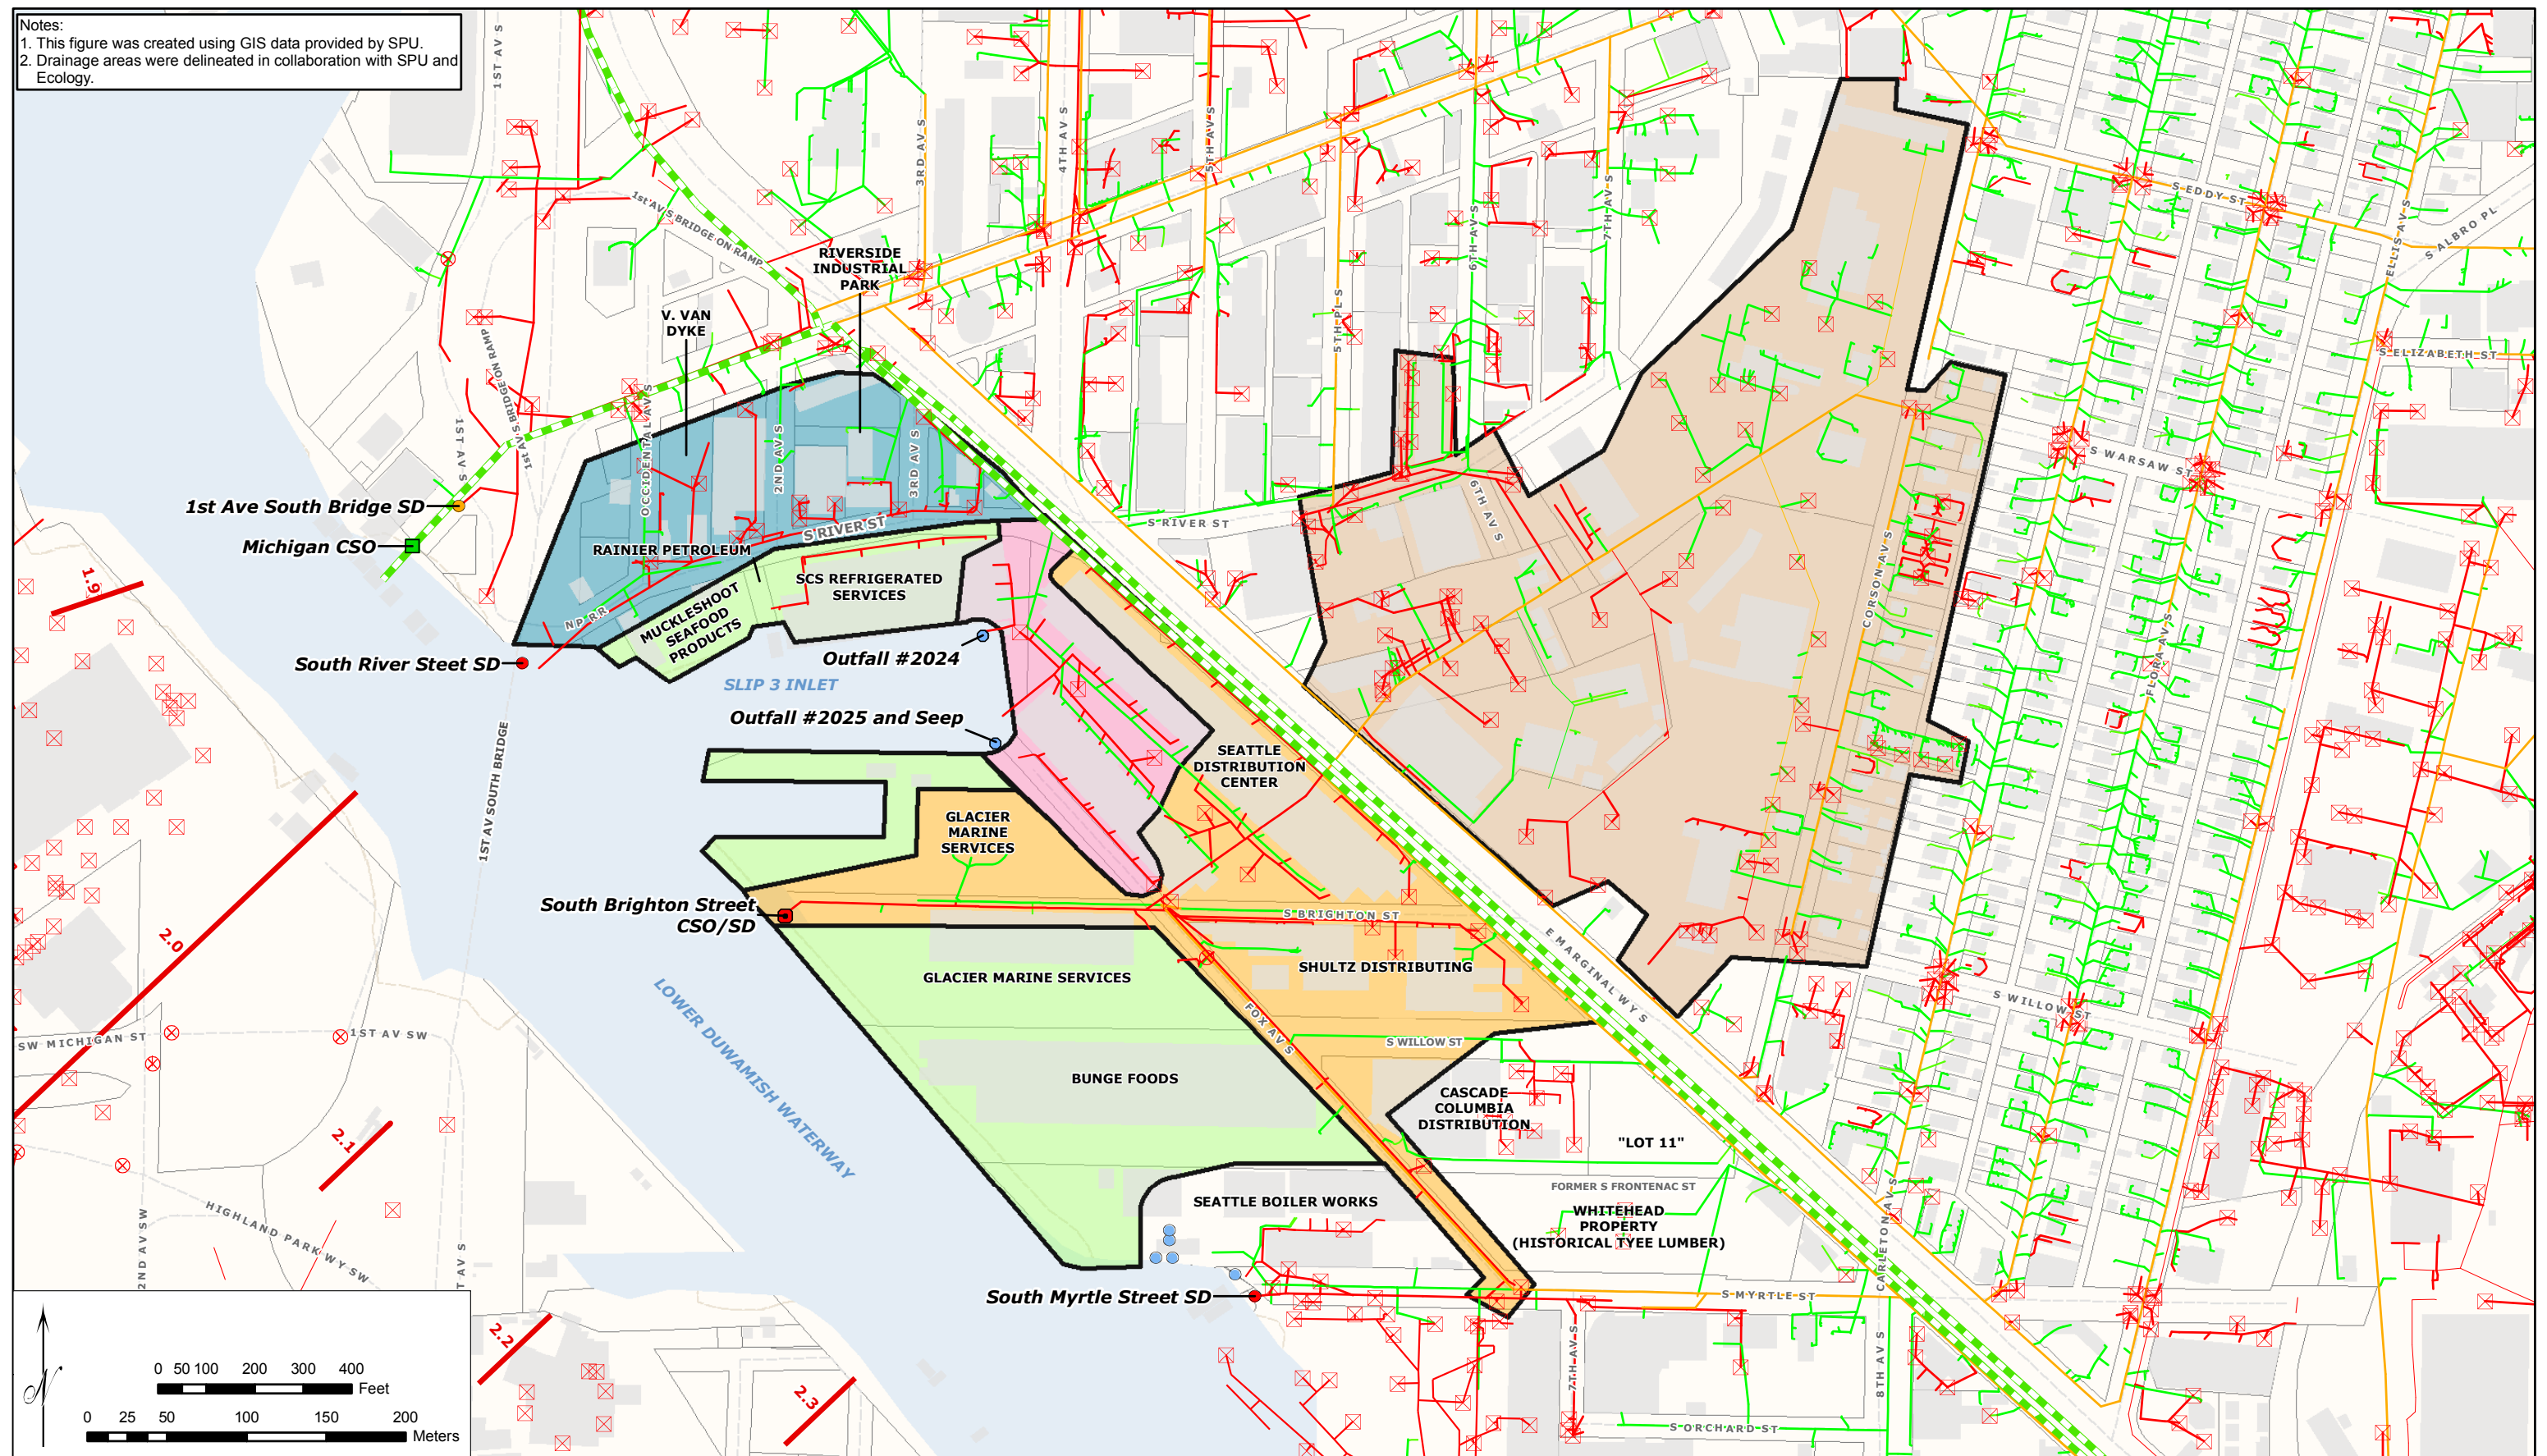 Notes:
1. This figure was created using GIS data provided by SPU.
2. Drainage areas were delineated in collaboration with SPU and
Ecology.
1ST AV S
3RD AV S
4TH AV S
5TH AV S
6TH AV S
7TH AV S
5TH PL S
S EDDY ST
ELLIS AV S
S ALBRO PL
S ELIZABETH ST
1st AV S BRIDGE ON RAMP
RIVERSIDE
INDUSTRIAL
PARK
V. VAN
DYKE
1st AV S BRIDGE ON RAMP
1ST AV S
OCCIDENTAL AV S
2ND AV S
3RD AV S
S WARSAW ST
1st Ave South Bridge SD
Michigan CSO
S RIVER ST
S RIVER ST
6TH AV S
RAINIER PETROLEUM
SCS REFRIGERATED
SERVICES
MUCKLESHOOT
SEAFOOD
PRODUCTS
NP RR
CORSON AV S
FLORA AV S
1.9
South River Steet SD
Outfall #2024
SLIP 3 INLET
Outfall #2025 and Seep
1ST AV SOUTH BRIDGE
SEATTLE
DISTRIBUTION
CENTER
GLACIER
MARINE
SERVICES
South Brighton Street
CSO/SD
S BRIGHTON ST
2.0
GLACIER MARINE SERVICES
SHULTZ DISTRIBUTING
E MARGINAL WY S
LOWER DUWAMISH WATERWAY
FOX AV S
S WILLOW ST
S WILLOW ST
SW MICHIGAN ST
1ST AV SW
BUNGE FOODS
CASCADE
COLUMBIA
DISTRIBUTION
"LOT 11"
2.1
FORMER S FRONTENAC ST
SEATTLE BOILER WORKS
WHITEHEAD
PROPERTY
(HISTORICAL TYEE LUMBER)
HIGHLAND PARK WY SW
2ND AV SW
T AV S
CARLETON AV S
South Myrtle Street SD
S MYRTLE ST
2.2
2.3
7TH AV S
8TH AV S
S ORCHARD ST
N
0 50 100 200 300 400
Feet
0 25 50 100 150 200
Meters